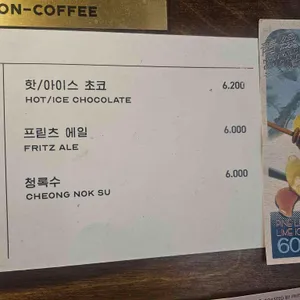 ON-COFFEE
핫/아이스 초코 6.200
HOT/ICE CHOCOLATE
프릳츠 에일 6.000
FRITZ ALE
청록수 6.000
CHEONG NOK SU
LIME
60